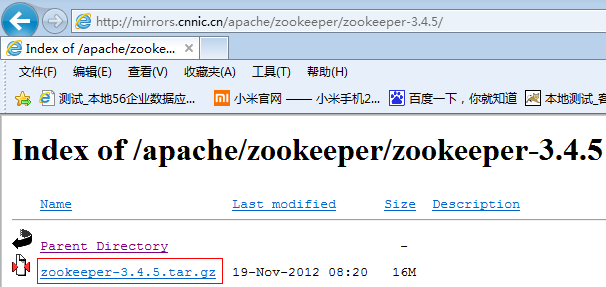 http://mirrors.cnnic.cn/apache/zookeeper/zookeeper-3.4.5/
Index of /apache/zooke...
文件(F) 编辑(E) 查看(V) 收藏夹(A) 工具(T) 帮助(H)
测试_本地56企业数据应... 小米官网 —— 小米手机2... 百度一下，你就知道 本地测试_客
Index of /apache/zookeeper/zookeeper-3.4.5
Name Last modified Size Description
Parent Directory -
zookeeper-3.4.5.tar.gz 19-Nov-2012 08:20 16M